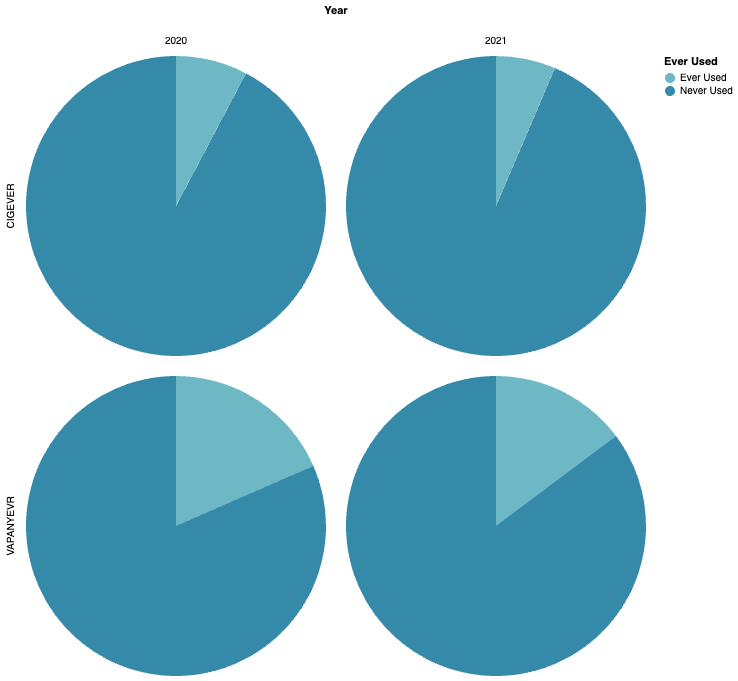 Year
2020
2021
Ever Used
Ever Used
Never Used
CIGEVER
VAPANYEVR